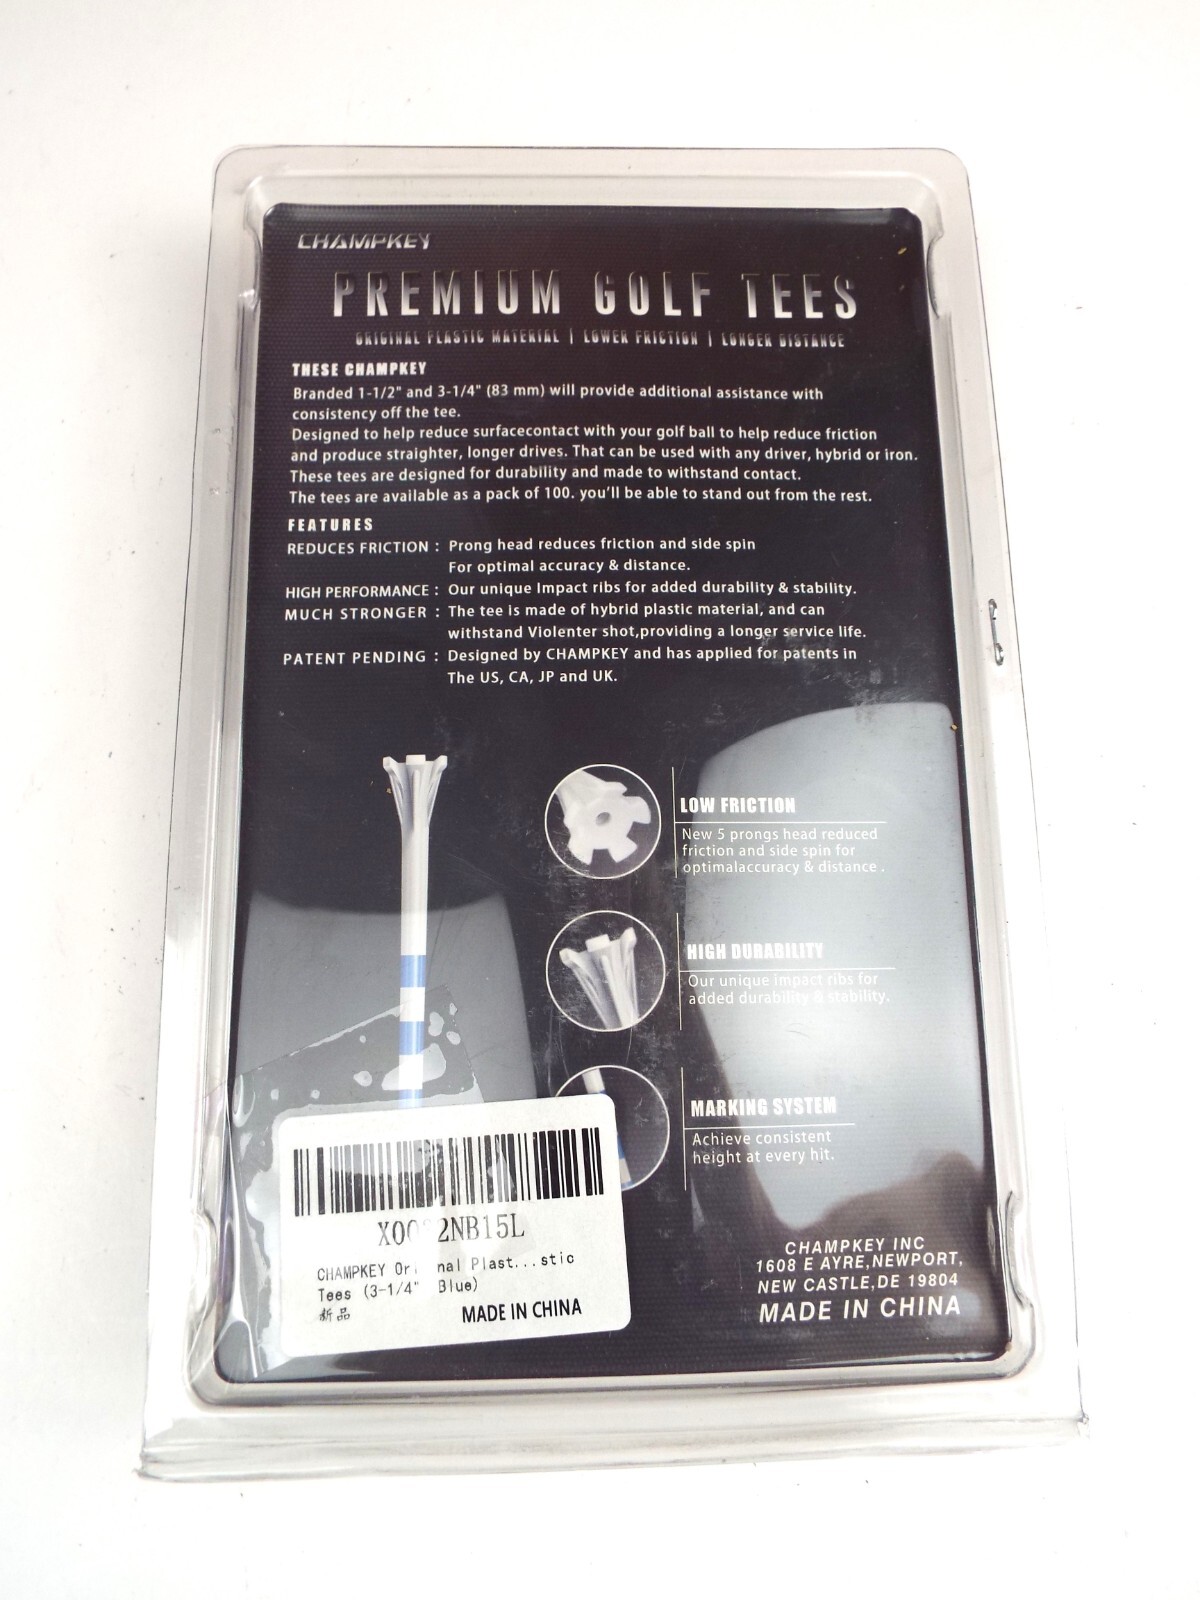 CHAMPKEY
PREMIUM GOLF TEES
ORIGINAL PLASTIC MATERIAL | LOWER FRICTION | LONGER DISTANCE
THESE CHAMPKEY
Branded 1-1/2" and 3-1/4" (83 mm) will provide additional assistance with
consistency off the tee.
Designed to help reduce surfacecontact with your golf ball to help reduce friction
and produce straighter, longer drives. That can be used with any driver, hybrid or iron.
These tees are designed for durability and made to withstand contact.
The tees are available as a pack of 100. you'll be able to stand out from the rest.
FEATURES
REDUCES FRICTION : Prong head reduces friction and side spin
For optimal accuracy & distance.
HIGH PERFORMANCE : Our unique Impact ribs for added durability & stability.
MUCH STRONGER : The tee is made of hybrid plastic material, and can
withstand Violenter shot,providing a longer service life.
PATENT PENDING : Designed by CHAMPKEY and has applied for patents in
The US, CA, JP and UK.
LOW FRICTION
New 5 prongs head reduced
friction and side spin for
optimalaccuracy & distance .
HIGH DURABILITY
Our unique impact ribs for
added durability & stability.
MARKING SYSTEM
Achieve consistent
height at every hit.
CHAMPKEY Plast...stic
Tees (3-1/4" Blue)
新品 MADE IN CHINA
CHAMPKEY INC
1608 E AYRE,NEWPORT,
NEW CASTLE,DE 19804
MADE IN CHINA